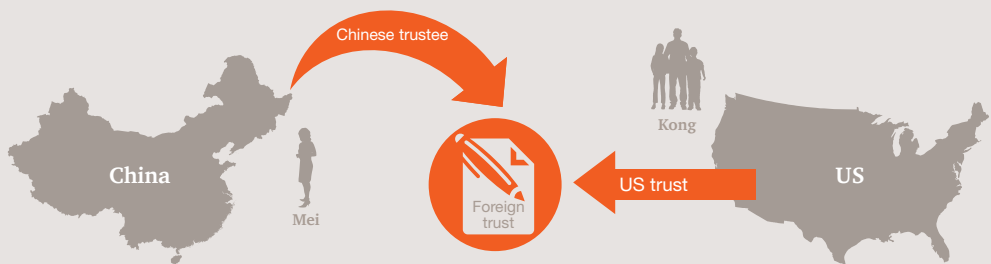 Chinese trustee
China
Mei
Foreign
trust
Kong
US trust
US